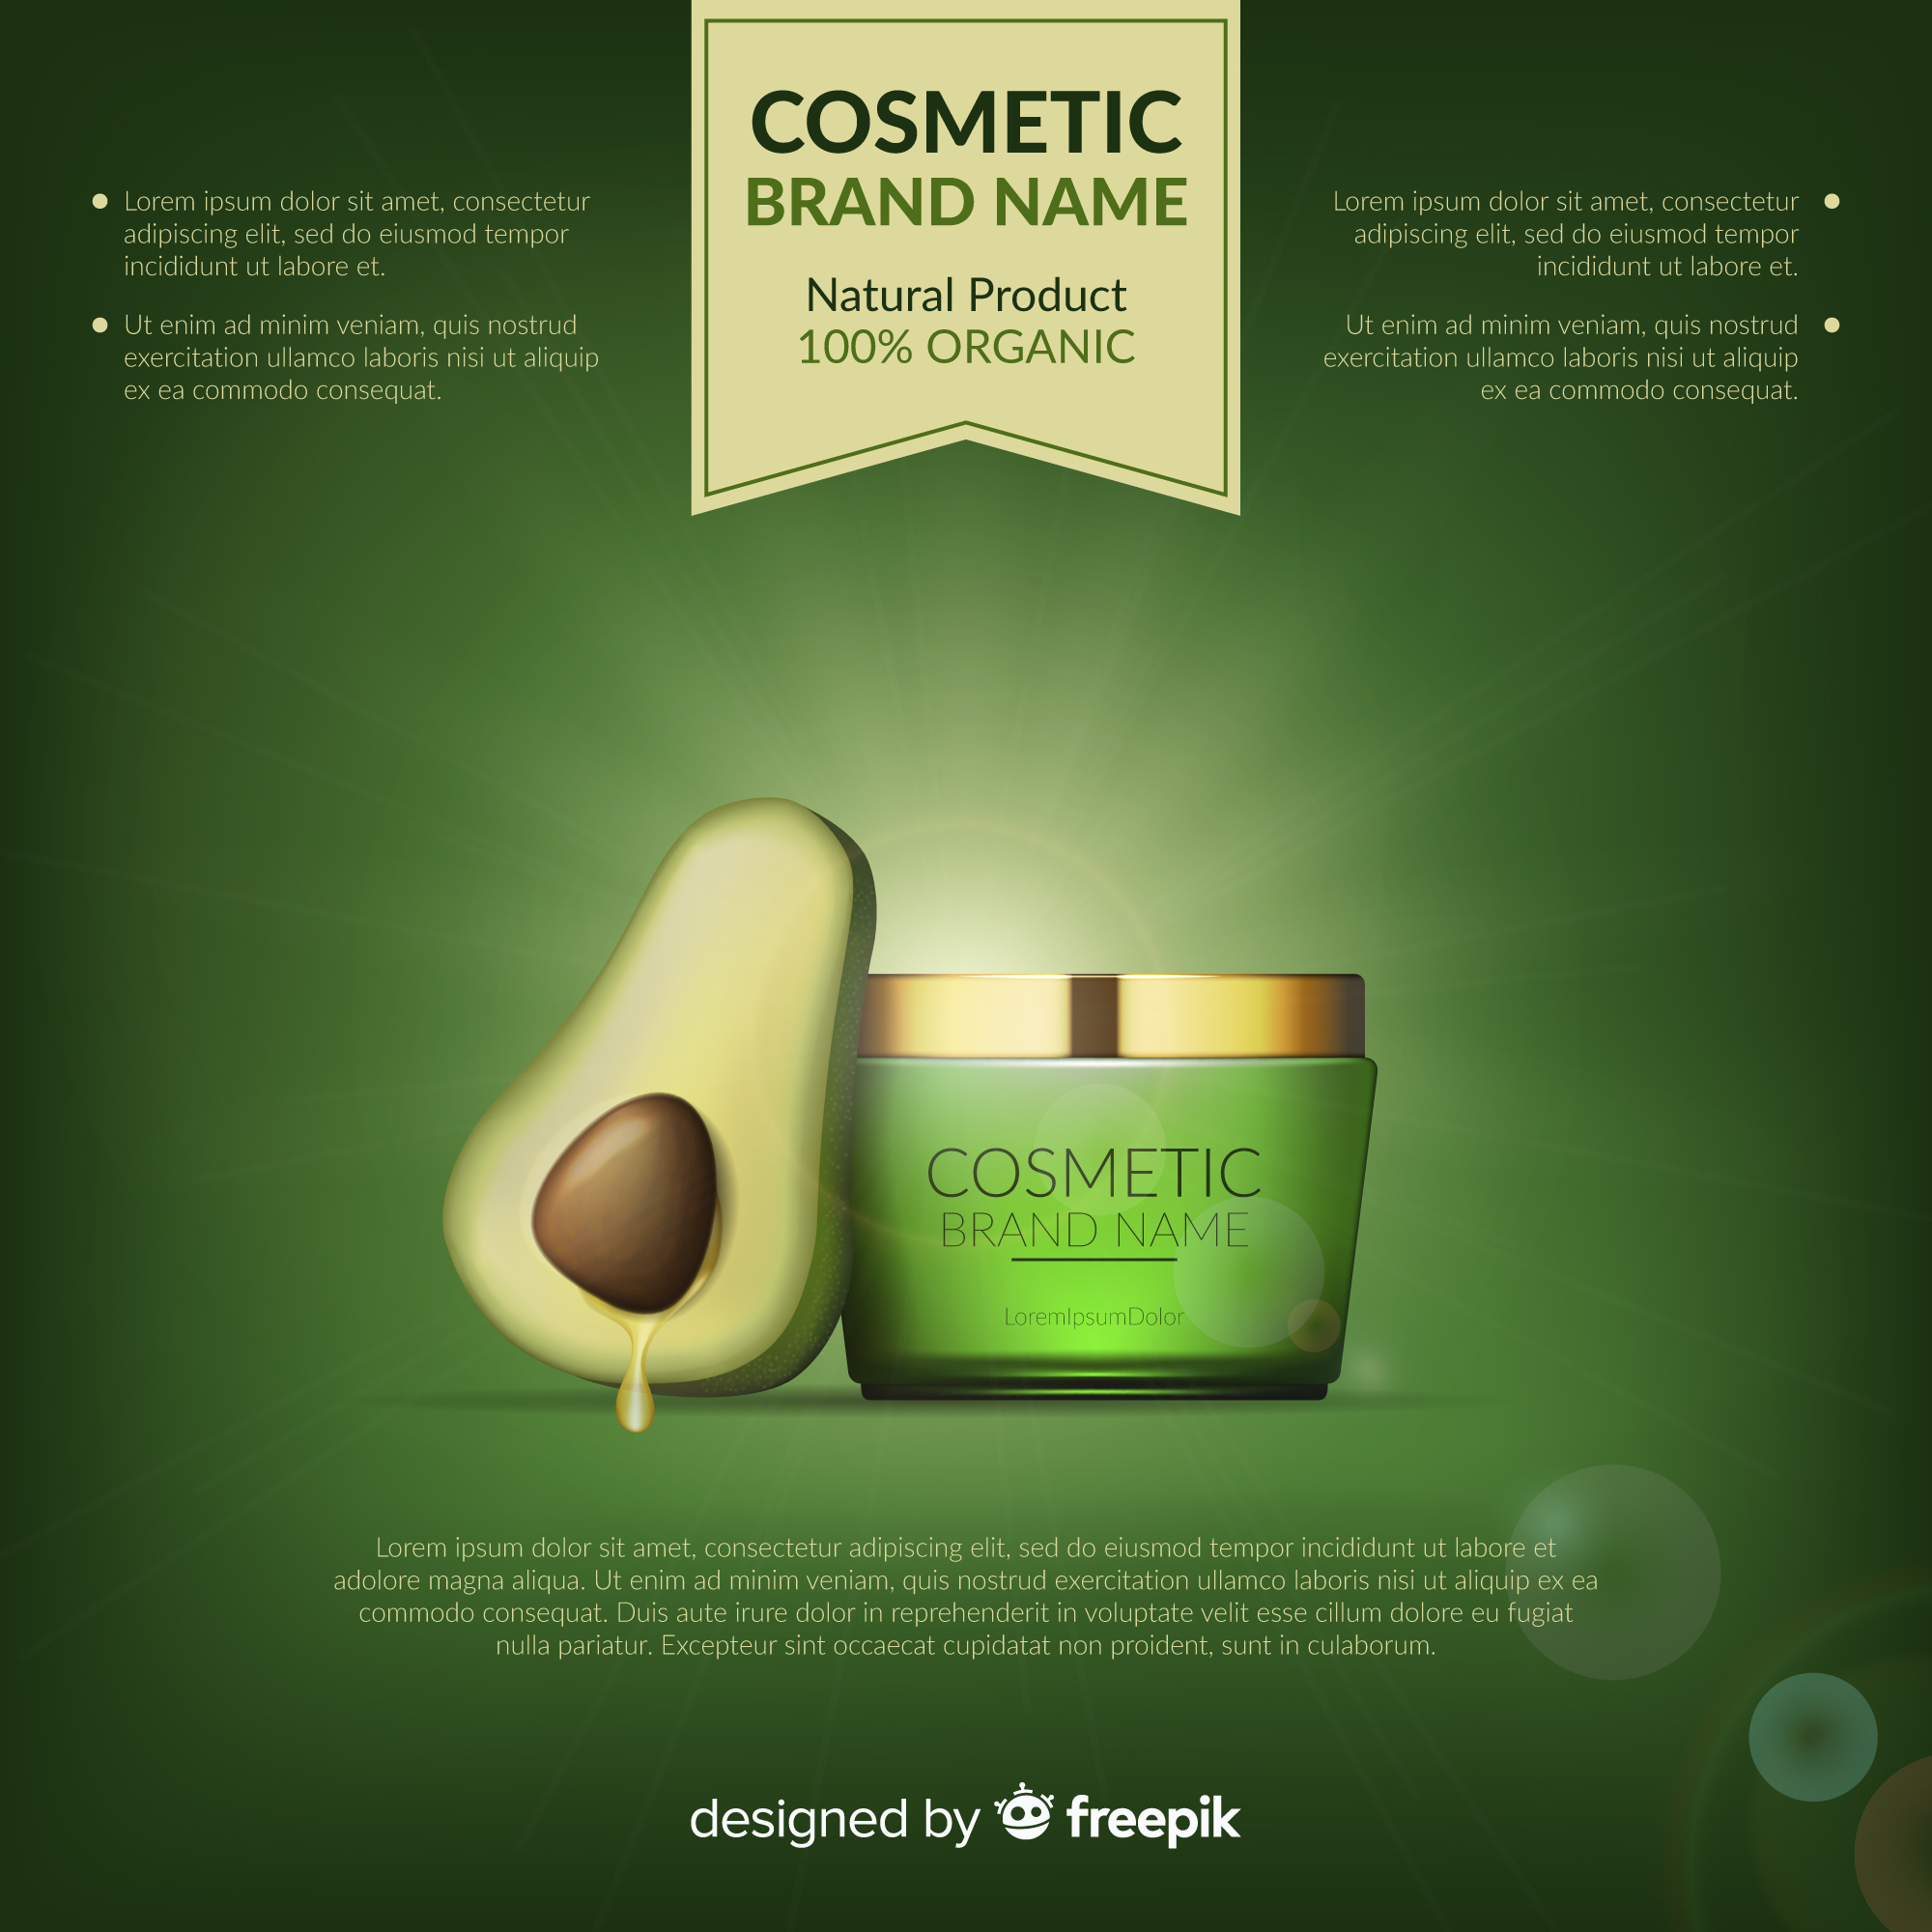 COSMETIC
BRAND NAME
Natural Product
100% ORGANIC
Lorem ipsum dolor sit amet, consectetur
adipiscing elit, sed do eiusmod tempor
incididunt ut labore et.
Ut enim ad minim veniam, quis nostrud
exercitation ullamco laboris nisi ut aliquip
ex ea commodo consequat.
Lorem ipsum dolor sit amet, consectetur
adipiscing elit, sed do eiusmod tempor
incididunt ut labore et.
Ut enim ad minim veniam, quis nostrud
exercitation ullamco laboris nisi ut aliquip
ex ea commodo consequat.
COSMETIC
BRAND NAME
LoremIpsumDolor
Lorem ipsum dolor sit amet, consectetur adipiscing elit, sed do eiusmod tempor incididunt ut labore et
adolore magna aliqua. Ut enim ad minim veniam, quis nostrud exercitation ullamco laboris nisi ut aliquip ex ea
commodo consequat. Duis aute irure dolor in reprehenderit in voluptate velit esse cillum dolore eu fugiat
nulla pariatur. Excepteur sint occaecat cupidatat non proident, sunt in culaborum.
designed by freepik